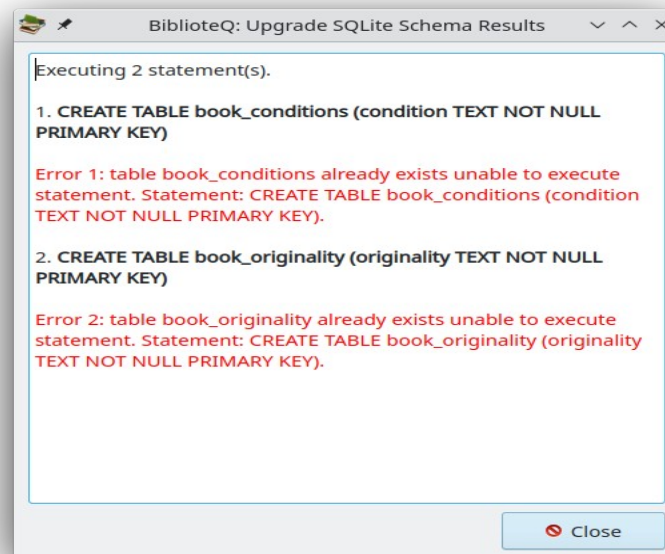 BiblioteQ: Upgrade SQLite Schema Results
Executing 2 statement(s).
1. CREATE TABLE book_conditions (condition TEXT NOT NULL
PRIMARY KEY)
Error 1: table book_conditions already exists unable to execute
statement. Statement: CREATE TABLE book_conditions (condition
TEXT NOT NULL PRIMARY KEY).
2. CREATE TABLE book_originality (originality TEXT NOT NULL
PRIMARY KEY)
Error 2: table book_originality already exists unable to execute
statement. Statement: CREATE TABLE book_originality (originality
TEXT NOT NULL PRIMARY KEY).
Close